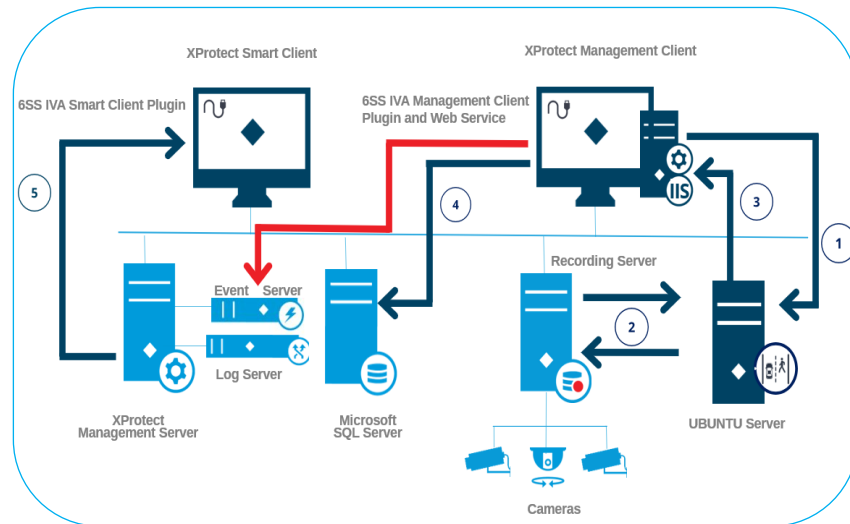 XProtect Smart Client
XProtect Management Client
6SS IVA Smart Client Plugin
6SS IVA Management Client
Plugin and Web Service
IIS
5
4
3
1
Recording Server
Event Server
2
Log Server
XProtect
Management Server
Microsoft
SQL Server
UBUNTU Server
Cameras